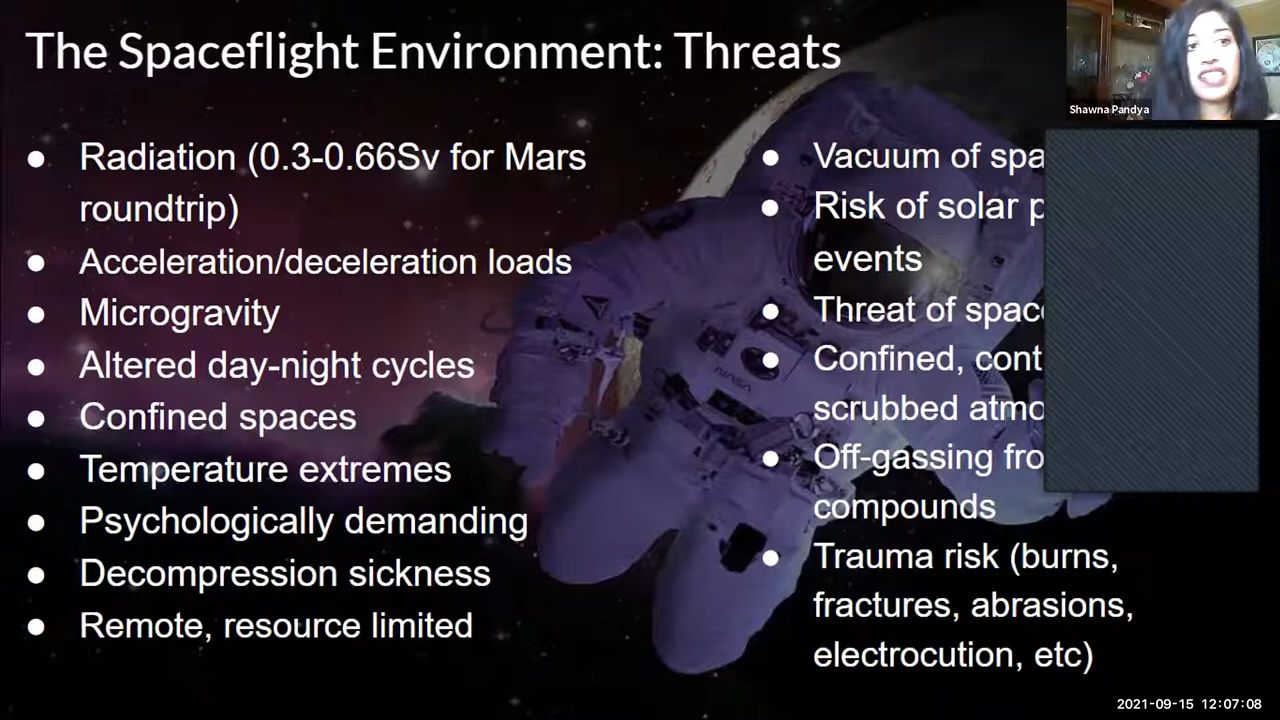 The Spaceflight Environment: Threats
Shawna Pandya
● Radiation (0.3-0.66Sv for Mars
roundtrip)
● Acceleration/deceleration loads
● Microgravity
● Altered day-night cycles
● Confined spaces
● Temperature extremes
● Psychologically demanding
● Decompression sickness
● Remote, resource limited
● Vacuum of spa
● Risk of solar p
events
● Threat of space
● Confined, cont
scrubbed atmo
● Off-gassing fro
compounds
● Trauma risk (burns,
fractures, abrasions,
electrocution, etc)
NASA
2021-09-15 12:07:08